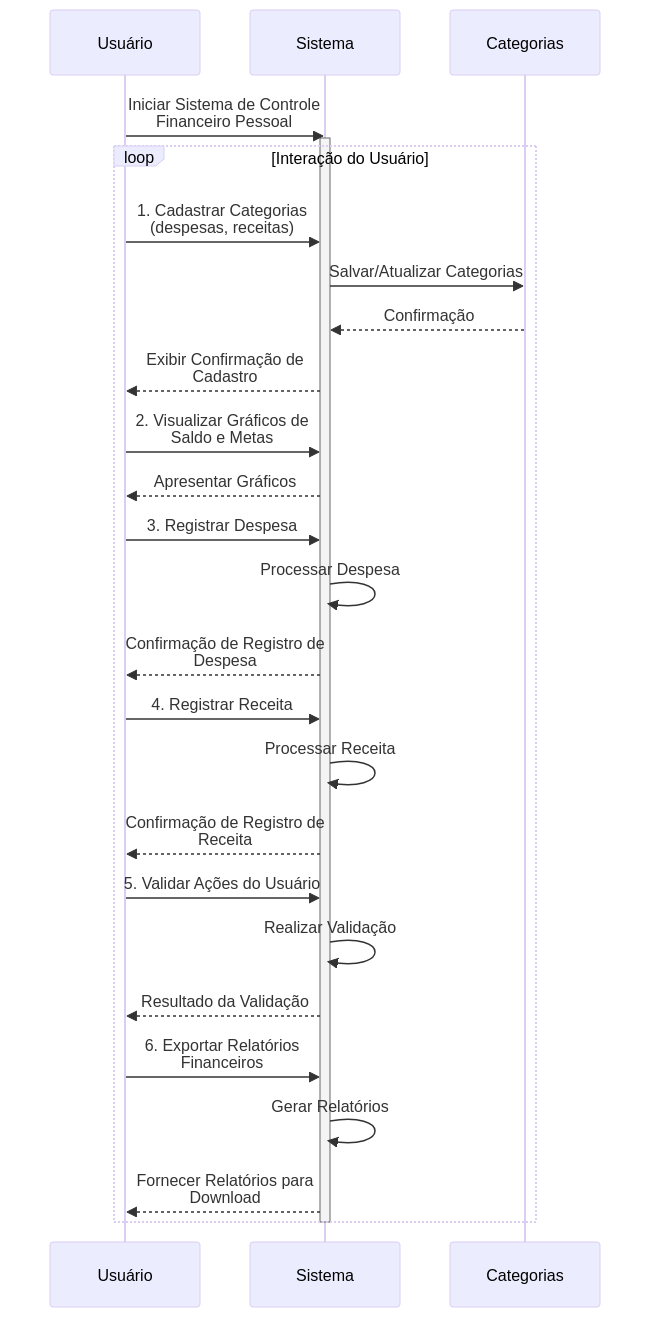 Usuário
Sistema
Categorias
Iniciar Sistema de Controle
Financeiro Pessoal
loop
[Interação do Usuário]
1. Cadastrar Categorias
(despesas, receitas)
Salvar/Atualizar Categorias
Confirmação
Exibir Confirmação de
Cadastro
2. Visualizar Gráficos de
Saldo e Metas
Apresentar Gráficos
3. Registrar Despesa
Processar Despesa
Confirmação de Registro de
Despesa
4. Registrar Receita
Processar Receita
Confirmação de Registro de
Receita
5. Validar Ações do Usuário
Realizar Validação
Resultado da Validação
6. Exportar Relatórios
Financeiros
Gerar Relatórios
Fornecer Relatórios para
Download
Usuário
Sistema
Categorias